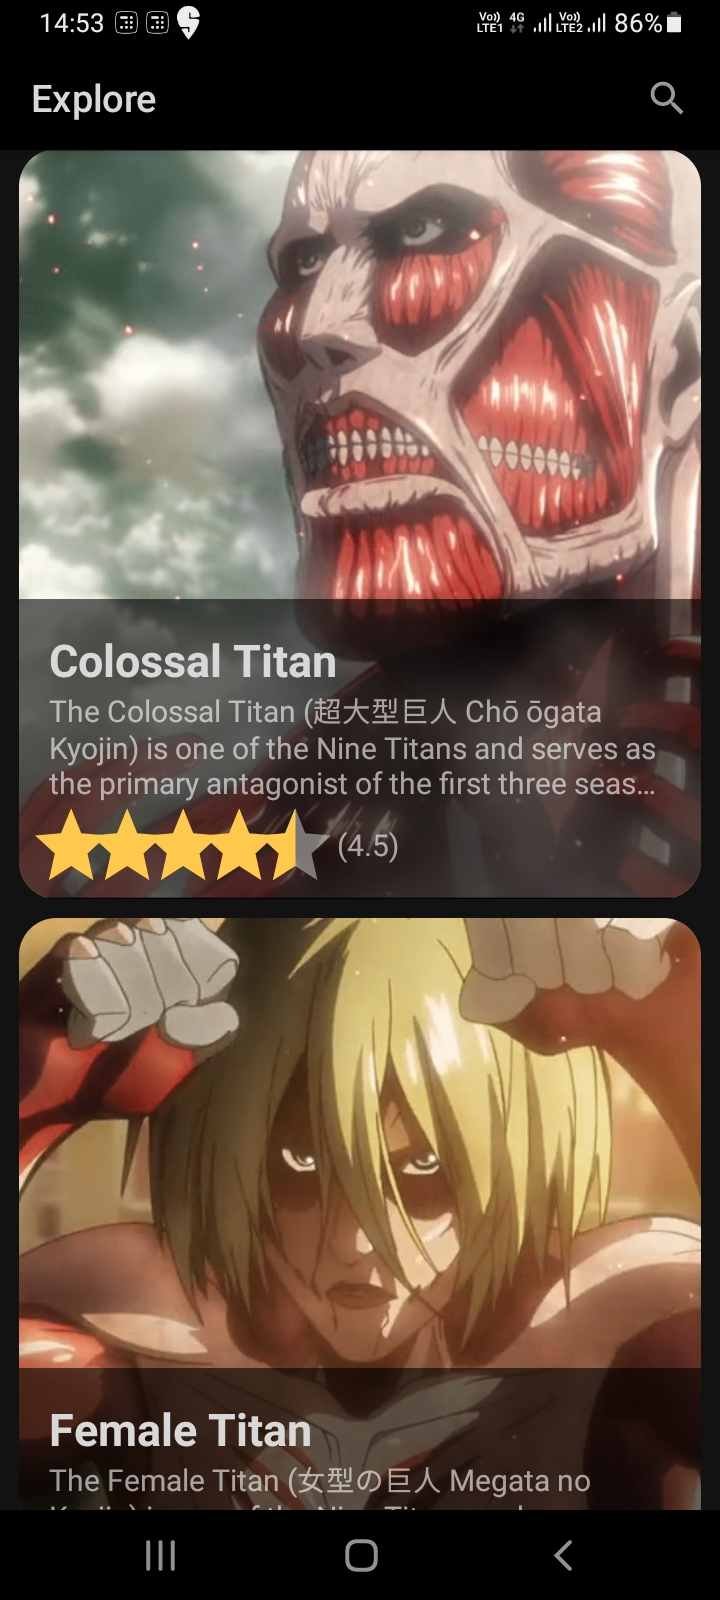 14:53
Vo)) 4G Vo)) 86%
LTE1 LTE2
Explore
Colossal Titan
The Colossal Titan (超大型巨人 Chō ōgata
Kyojin) is one of the Nine Titans and serves as
the primary antagonist of the first three seas...
(4.5)
Female Titan
The Female Titan (女型の巨人 Megata no